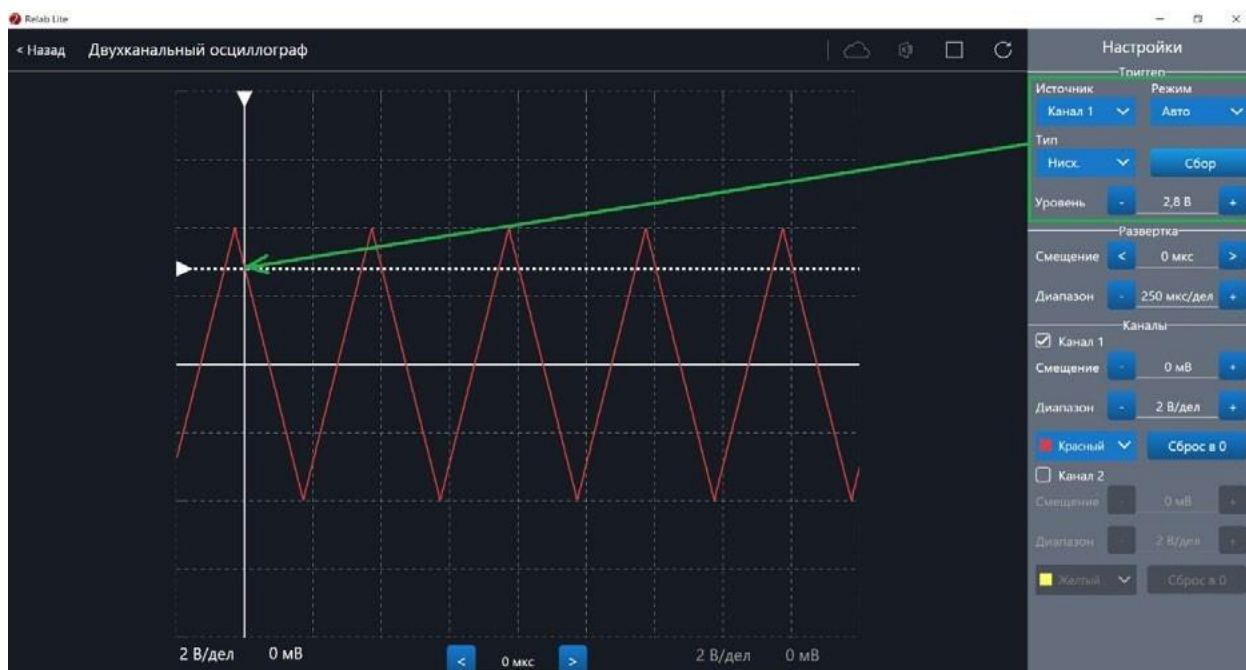 Relab Lite
< Назад Двухканальный осциллограф
Настройки
Триггер
Источник Режим
Канал 1 Авто
Тип
Нисх. Сбор
Уровень - 2,8 В +
Развертка
Смещение < 0 мкс >
Диапазон - 250 мкс/дел +
Каналы
Канал 1
Смещение - 0 мВ +
Диапазон - 2 В/дел +
Красный Сброс в 0
Канал 2
Смещение - 0 мВ +
Диапазон - 2 В/дел +
Желтый Сброс в 0
2 В/дел 0 мВ < 0 мкс > 2 В/дел 0 мВ